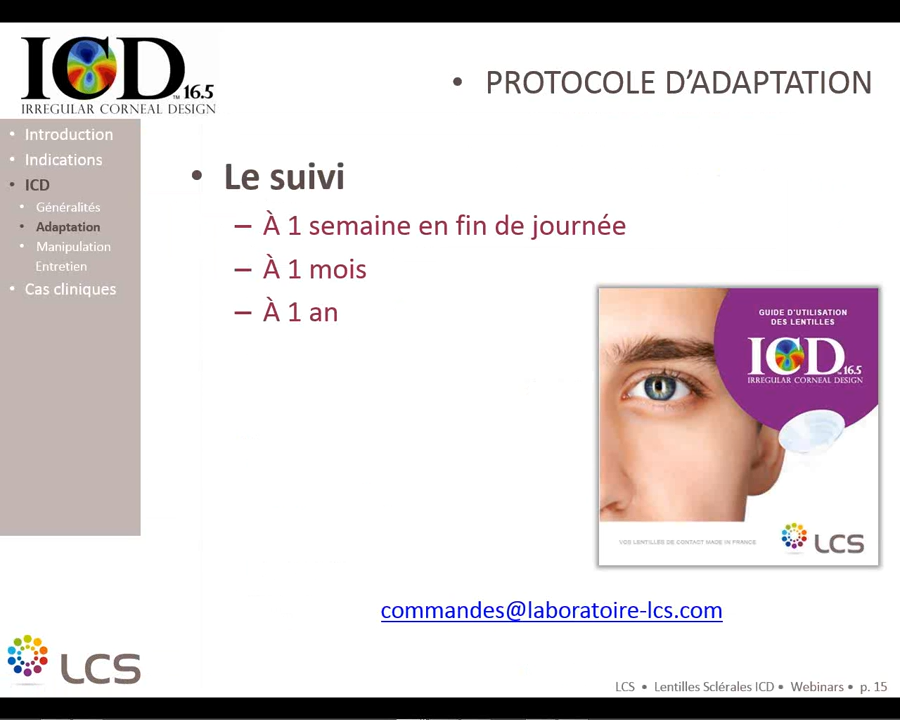 ICD 16.5
IRREGULAR CORNEAL DESIGN
• PROTOCOLE D’ADAPTATION
• Introduction
• Indications
• ICD
• Généralités
• Adaptation
• Manipulation
Entretien
• Cas cliniques
• Le suivi
– À 1 semaine en fin de journée
– À 1 mois
– À 1 an
GUIDE D'UTILISATION
DES LENTILLES
ICD 16.5
IRREGULAR CORNEAL DESIGN
VOS LENTILLES DE CONTACT MADE IN FRANCE
LCS
commandes@laboratoire-lcs.com
LCS
LCS • Lentilles Sclérales ICD • Webinars • p. 15